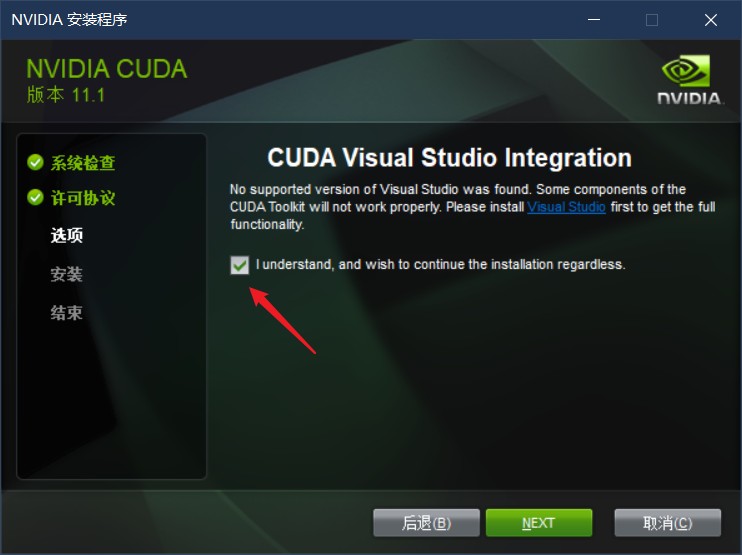 NVIDIA 安装程序
NVIDIA CUDA
版本 11.1
NVIDIA.
系统检查
许可协议
选项
安装
结束
CUDA Visual Studio Integration
No supported version of Visual Studio was found. Some components of the
CUDA Toolkit will not work properly. Please install Visual Studio first to get the full
functionality.
I understand, and wish to continue the installation regardless.
后退(B)
NEXT
取消(C)